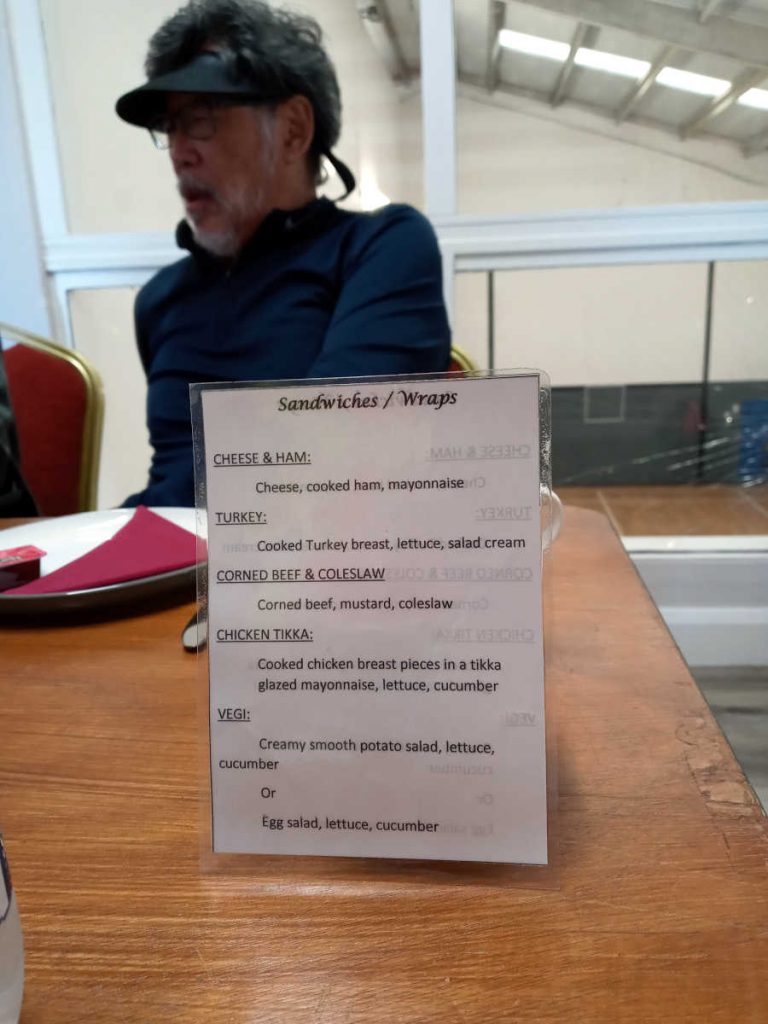 Sandwiches / Wraps
CHEESE & HAM:
Cheese, cooked ham, mayonnaise
TURKEY:
Cooked Turkey breast, lettuce, salad cream
CORNED BEEF & COLESLAW
Corned beef, mustard, coleslaw
CHICKEN TIKKA:
Cooked chicken breast pieces in a tikka
glazed mayonnaise, lettuce, cucumber
VEGI:
Creamy smooth potato salad, lettuce,
cucumber
Or
Egg salad, lettuce, cucumber